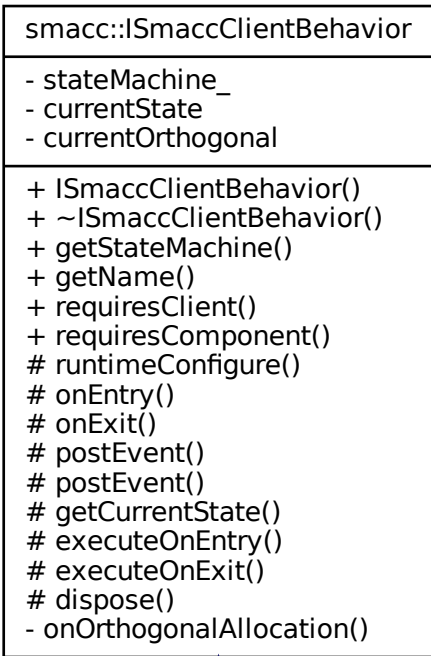 smacc::ISmaccClientBehavior
- stateMachine_
- currentState
- currentOrthogonal
+ ISmaccClientBehavior()
+ ~ISmaccClientBehavior()
+ getStateMachine()
+ getName()
+ requiresClient()
+ requiresComponent()
# runtimeConfigure()
# onEntry()
# onExit()
# postEvent()
# postEvent()
# getCurrentState()
# executeOnEntry()
# executeOnExit()
# dispose()
- onOrthogonalAllocation()